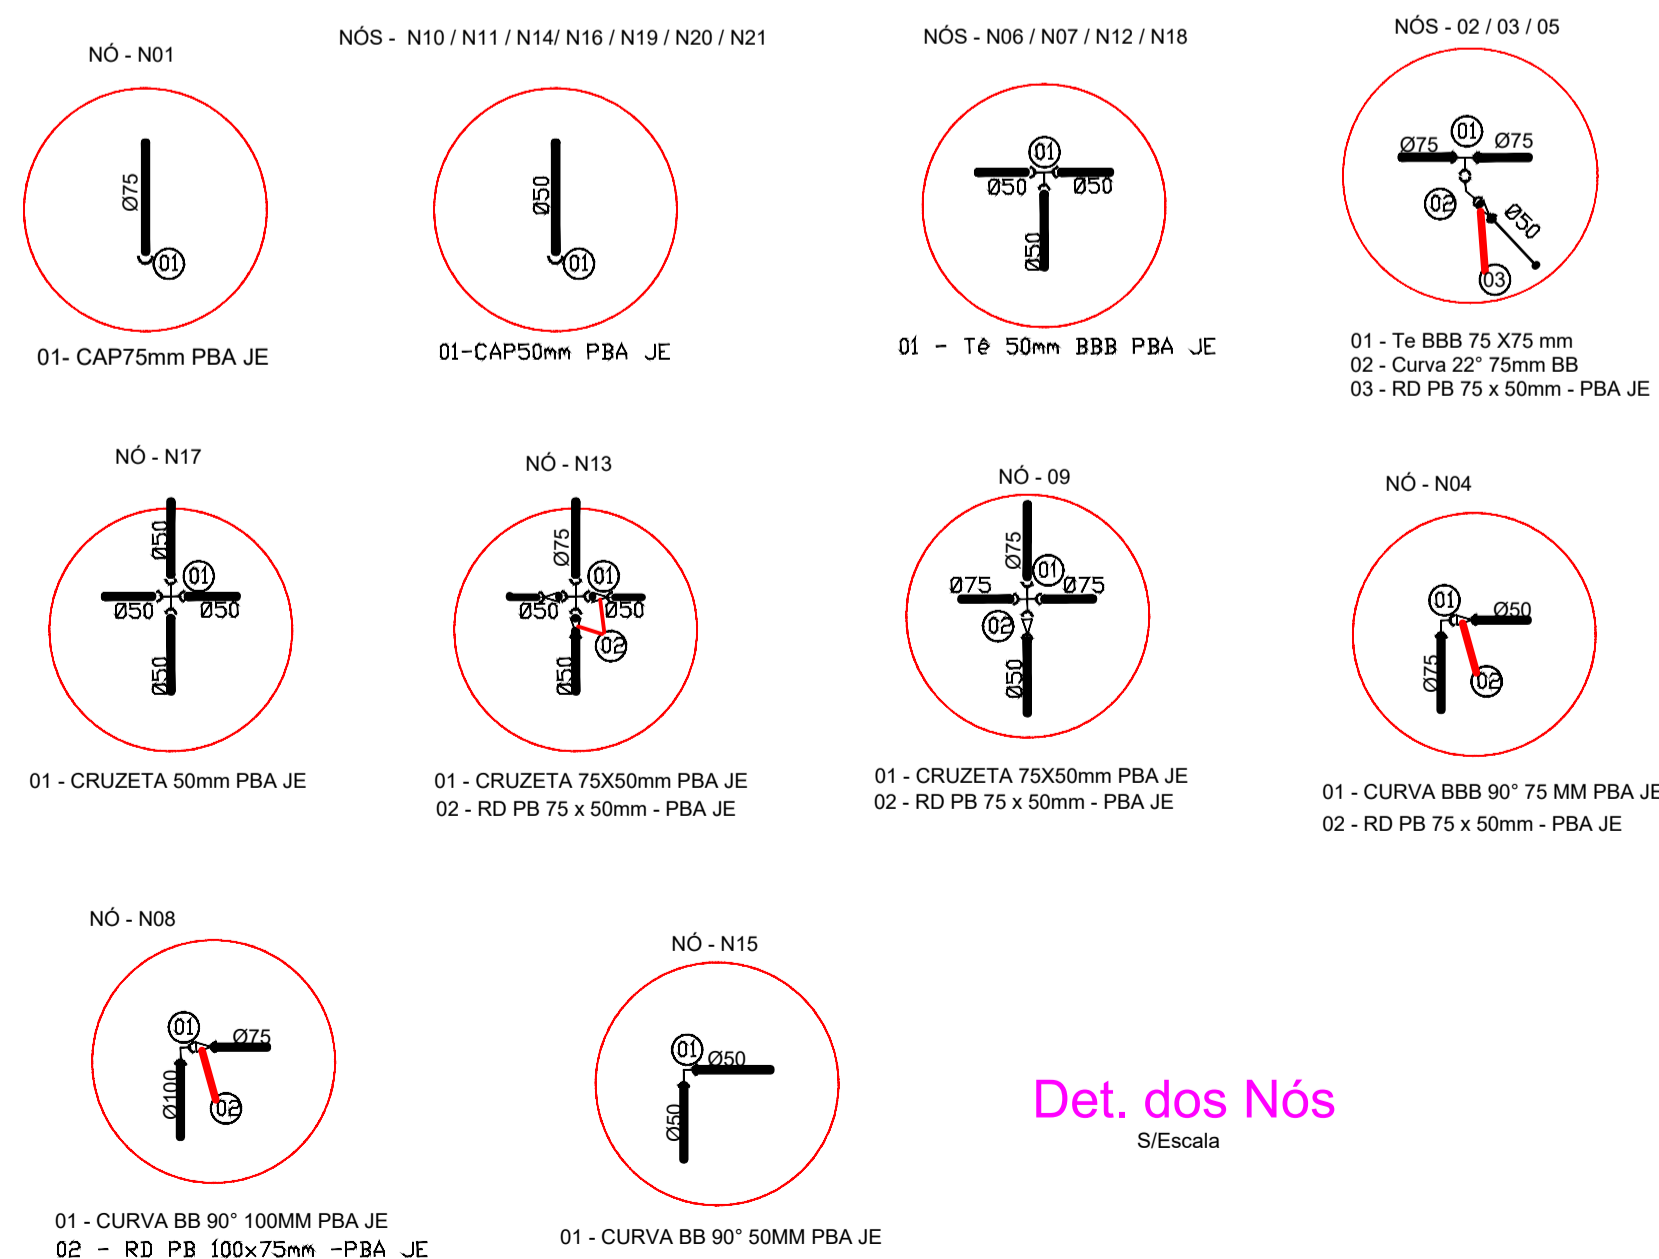 NÓ - N01
Ø75
01
01- CAP75mm PBA JE
NÓS - N10 / N11 / N14/ N16 / N19 / N20 / N21
Ø50
01
01-CAP50mm PBA JE
NÓS - N06 / N07 / N12 / N18
01
Ø50 Ø50
Ø50
01 - Tê 50mm BBB PBA JE
NÓS - 02 / 03 / 05
01
Ø75 Ø75
02
Ø50
03
01 - Te BBB 75 X75 mm
02 - Curva 22° 75mm BB
03 - RD PB 75 x 50mm - PBA JE
NÓ - N17
Ø50
01
Ø50 Ø50
Ø50
01 - CRUZETA 50mm PBA JE
NÓ - N13
Ø75
01
Ø50 Ø50
02
Ø50
01 - CRUZETA 75X50mm PBA JE
02 - RD PB 75 x 50mm - PBA JE
NÓ - 09
Ø75
01
Ø75 Ø75
02
Ø50
01 - CRUZETA 75X50mm PBA JE
02 - RD PB 75 x 50mm - PBA JE
NÓ - N04
01
Ø50
Ø75
02
01 - CURVA BBB 90° 75 MM PBA JE
02 - RD PB 75 x 50mm - PBA JE
NÓ - N08
01
Ø75
Ø100
02
01 - CURVA BB 90° 100MM PBA JE
02 - RD PB 100x75mm -PBA JE
NÓ - N15
01
Ø50
Ø50
01 - CURVA BB 90° 50MM PBA JE
Det. dos Nós
S/Escala